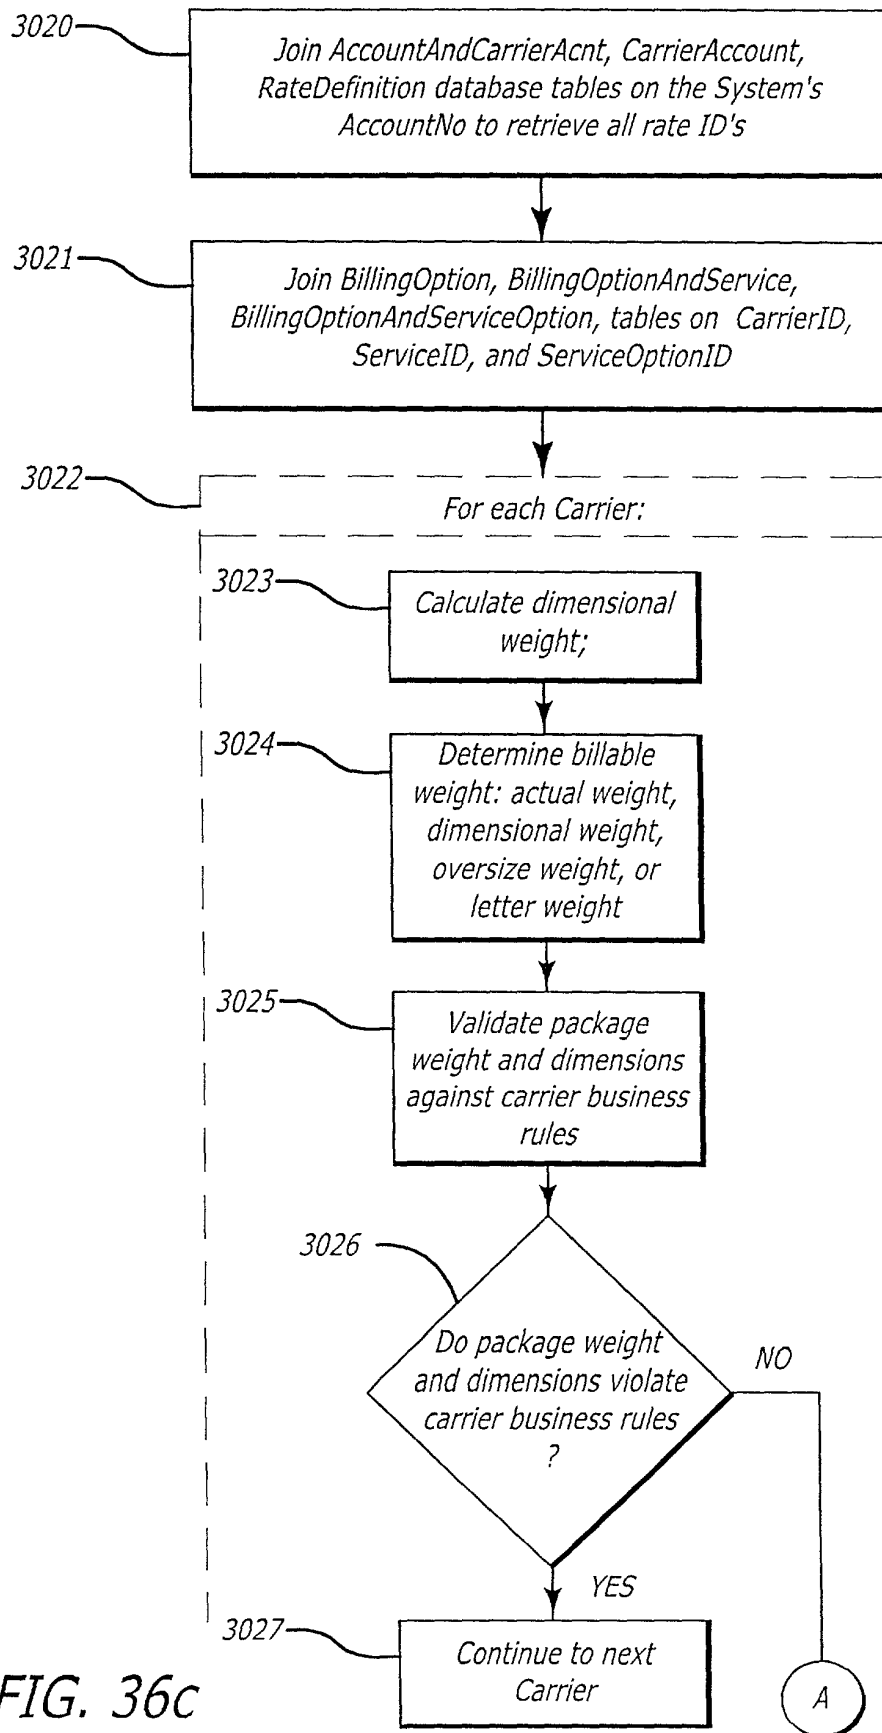 3020
Join AccountAndCarrierAcnt, CarrierAccount,
RateDefinition database tables on the System's
AccountNo to retrieve all rate ID's
3021
Join BillingOption, BillingOptionAndService,
BillingOptionAndServiceOption, tables on CarrierID,
ServiceID, and ServiceOptionID
3022
For each Carrier:
3023
Calculate dimensional
weight;
3024
Determine billable
weight: actual weight,
dimensional weight,
oversize weight, or
letter weight
3025
Validate package
weight and dimensions
against carrier business
rules
3026
Do package weight
and dimensions violate
carrier business rules
?
NO
YES
3027
Continue to next
Carrier
A
FIG. 36c